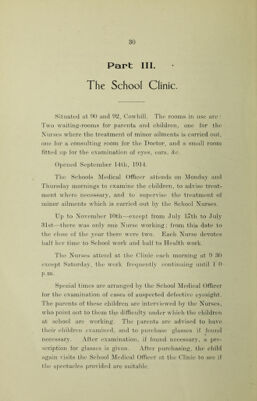 30
Part III.
The School Clinic.
Situated at 90 and 92, Cowhill. The rooms in use are
Two waiting-rooms for parents and children, one for the
Nurses where the treatment of minor ailments is carried out,
one for a consulting room for the Doctor, and a small room
fitted up for the examination of eyes, ears, &c
Opened September 14th, 1914.
The Schools Medical Officer attends on Monday and
Thursday mornings to examine the children, to advise treat-
ment where necessary, and to supervise the treatment of
minor ailments which is carried out by the School Nurses.
Up to November 10th—except from July 17th to July
31st—there was only one Nurse working; from this date to
the close of the year there were two. Each Nurse devotes
half her time to School work and half to Health work.
The Nurses attend at the Clinic each morning at 9 30
except Saturday, the work frequently continuing until 1 0
p.m.
Special times are arranged by the School Medical Officer
for the examination of cases of suspected defective eyesight.
The parents of these children are interviewed by the Nurses,
who point out to them the difficulty under which the children
at school are working. The parents are advised to have
their children examined, and to purchase glasses if found
necessary. After examination, if found necessary, a pre-
scription for glasses is given. After purchasing, the child
again visits the School Medical Officer at the Clinic to see if
the spectacles provided are suitable.